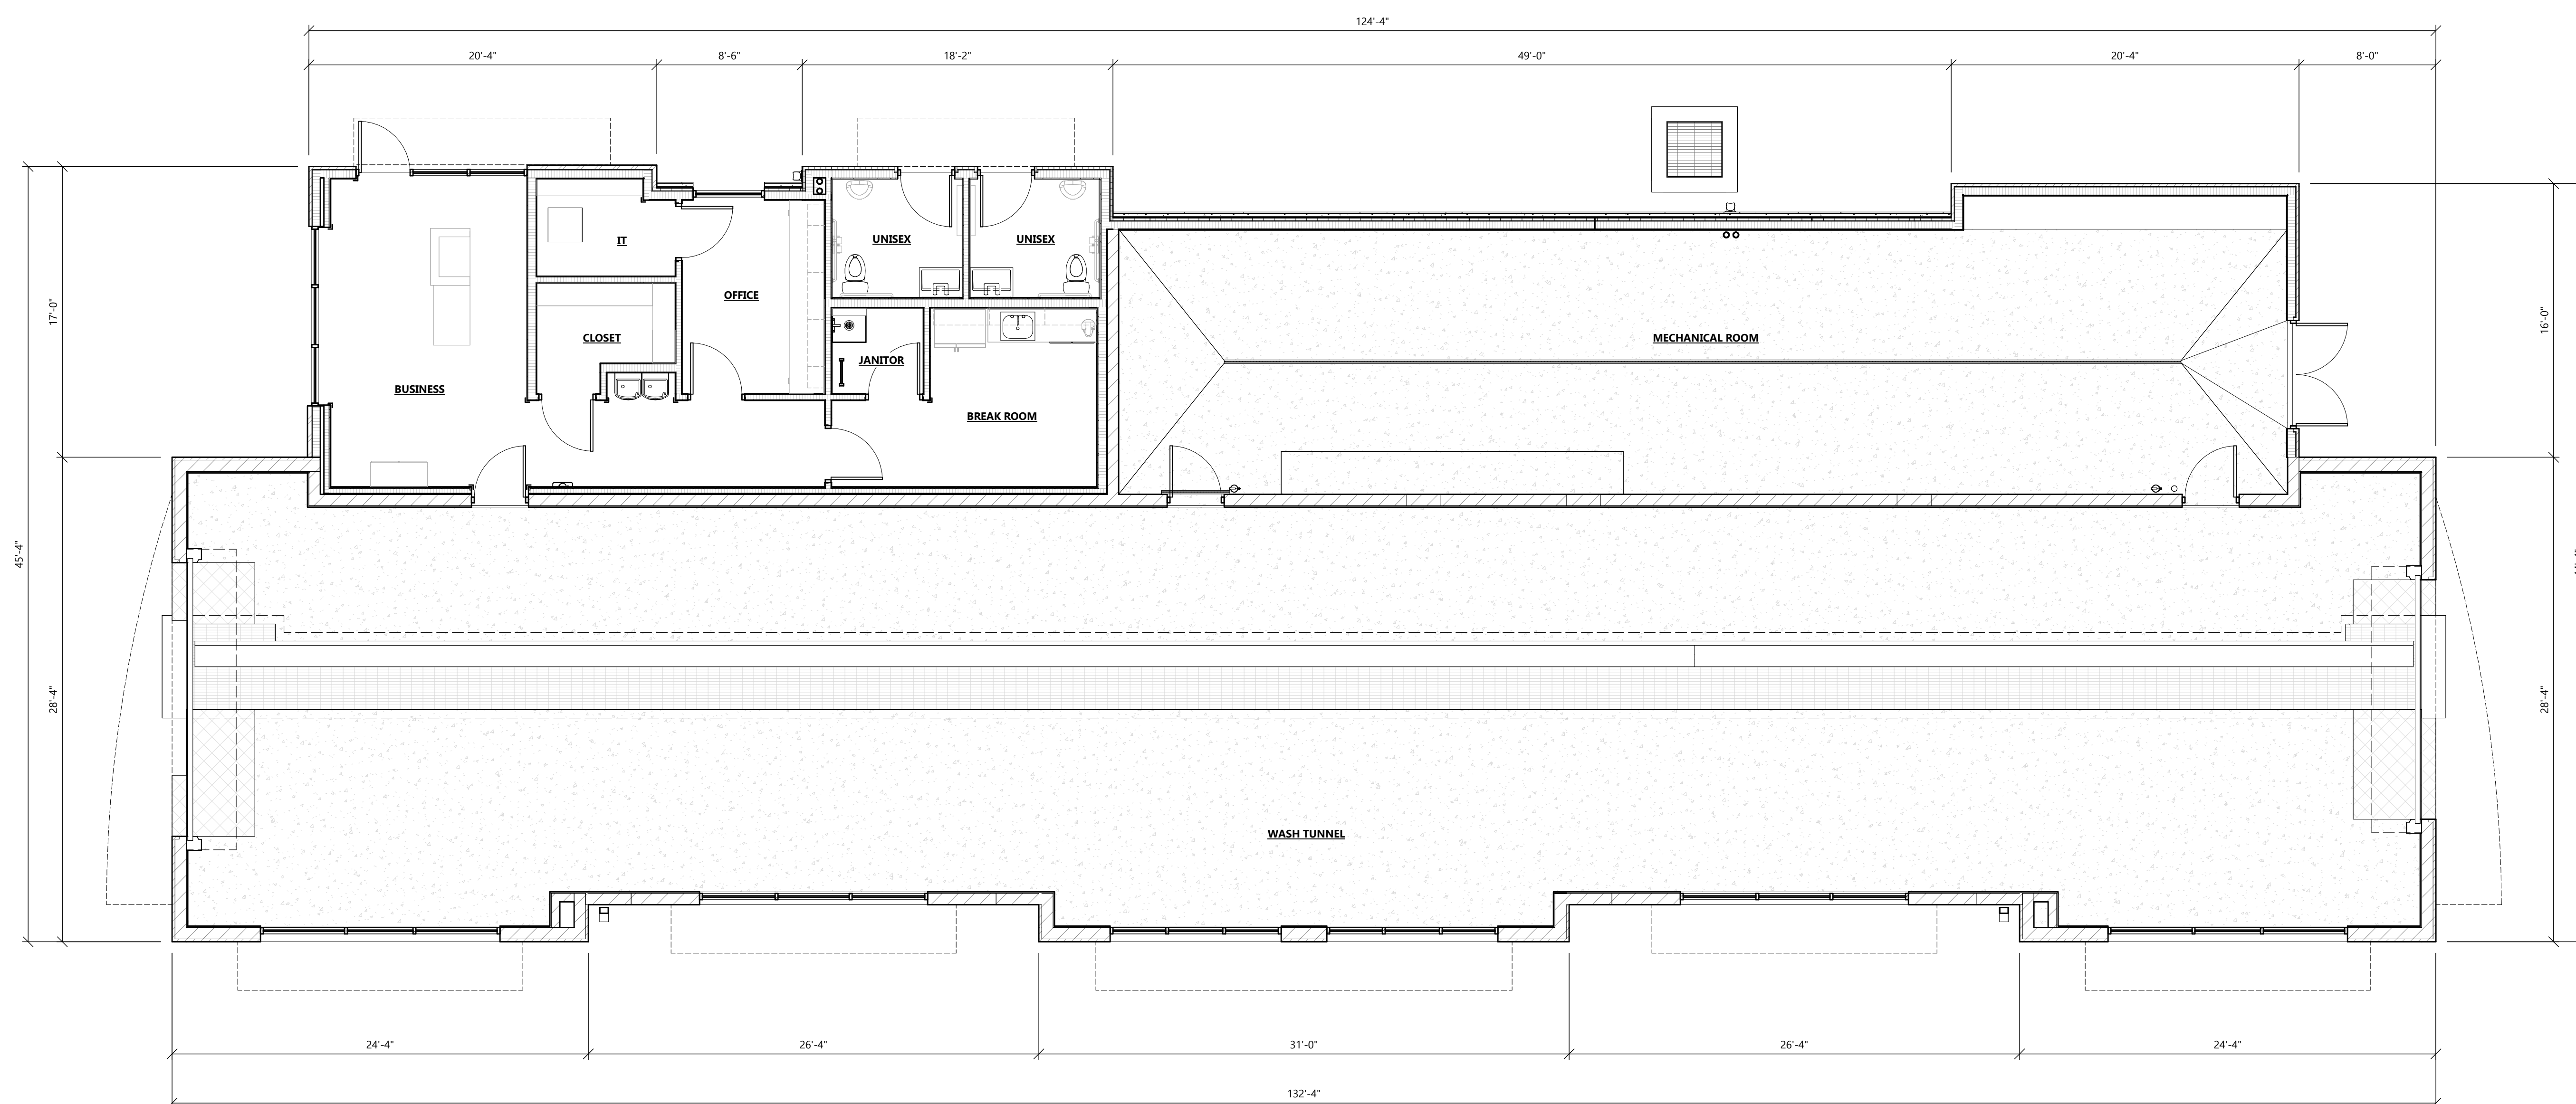 124'-4"
20'-4"
8'-6"
18'-2"
49'-0"
20'-4"
8'-0"
IT
UNISEX
UNISEX
OFFICE
17'-0"
16'-0"
CLOSET
MECHANICAL ROOM
JANITOR
BUSINESS
BREAK ROOM
45'-4"
28'-4"
28'-4"
WASH TUNNEL
24'-4"
26'-4"
31'-0"
26'-4"
24'-4"
132'-4"